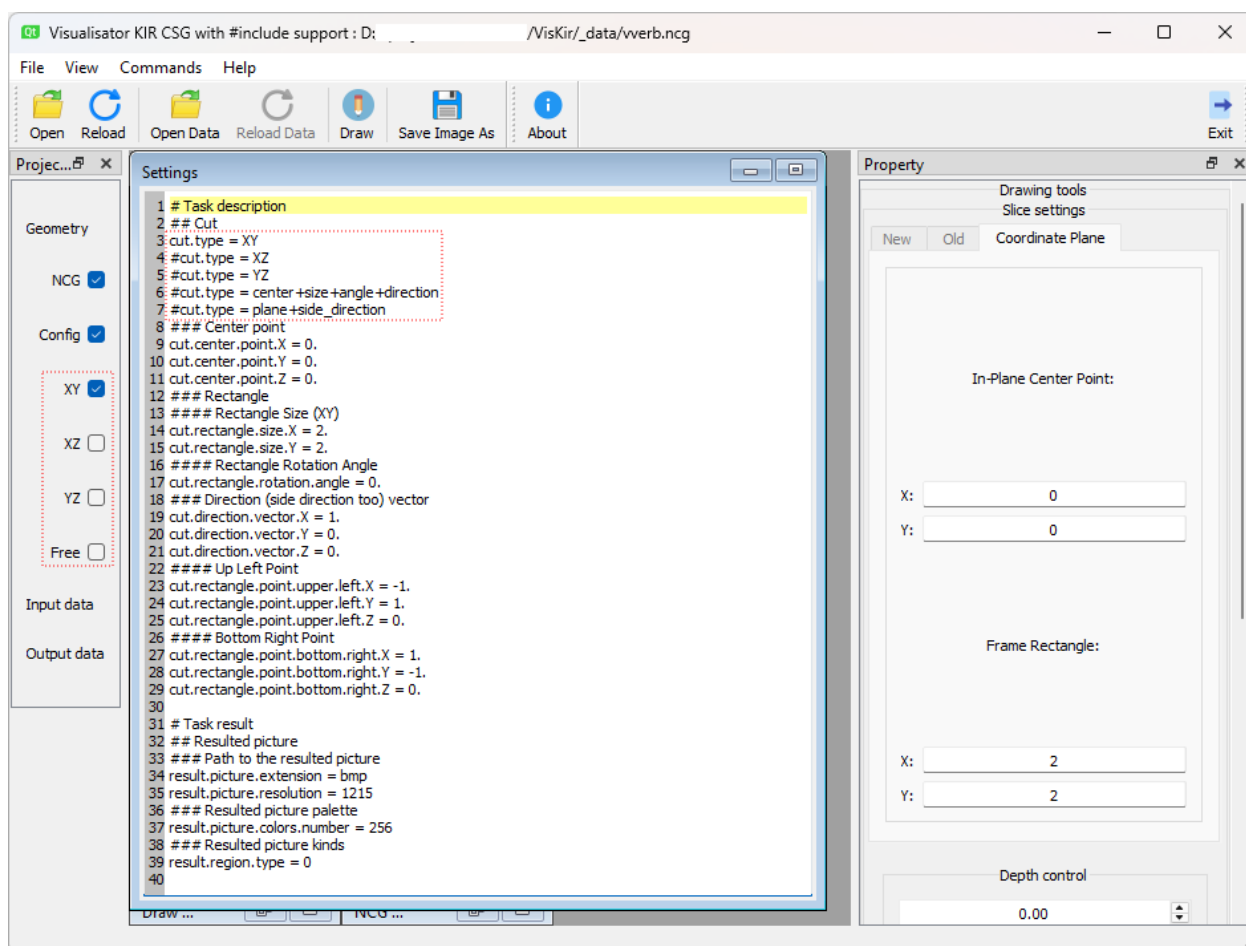 Visualisator KIR CSG with #include support : D: /VisKir/_data/vverb.ncg
File View Commands Help
Open Reload Open Data Reload Data Draw Save Image As About Exit
Projec...
Geometry
NCG
Config
XY
XZ
YZ
Free
Input data
Output data
Settings
1 # Task description
2 ## Cut
3 cut.type = XY
4 #cut.type = XZ
5 #cut.type = YZ
6 #cut.type = center+size+angle+direction
7 #cut.type = plane+side_direction
8 ### Center point
9 cut.center.point.X = 0.
10 cut.center.point.Y = 0.
11 cut.center.point.Z = 0.
12 ### Rectangle
13 #### Rectangle Size (XY)
14 cut.rectangle.size.X = 2.
15 cut.rectangle.size.Y = 2.
16 #### Rectangle Rotation Angle
17 cut.rectangle.rotation.angle = 0.
18 ### Direction (side direction too) vector
19 cut.direction.vector.X = 1.
20 cut.direction.vector.Y = 0.
21 cut.direction.vector.Z = 0.
22 #### Up Left Point
23 cut.rectangle.point.upper.left.X = -1.
24 cut.rectangle.point.upper.left.Y = 1.
25 cut.rectangle.point.upper.left.Z = 0.
26 #### Bottom Right Point
27 cut.rectangle.point.bottom.right.X = 1.
28 cut.rectangle.point.bottom.right.Y = -1.
29 cut.rectangle.point.bottom.right.Z = 0.
30
31 # Task result
32 ## Resulted picture
33 ### Path to the resulted picture
34 result.picture.extension = bmp
35 result.picture.resolution = 1215
36 ### Resulted picture palette
37 result.picture.colors.number = 256
38 ### Resulted picture kinds
39 result.region.type = 0
40
Draw ... NCG ...
Property
Drawing tools
Slice settings
New Old Coordinate Plane
In-Plane Center Point:
X: 0
Y: 0
Frame Rectangle:
X: 2
Y: 2
Depth control
0.00